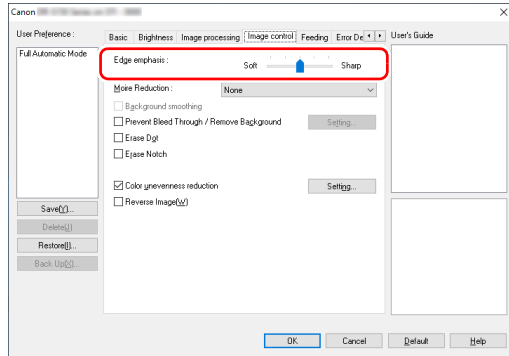 Canon
User Preference :
Full Automatic Mode
Save(Y)...
Delete(J)
Restore(I)...
Back Up(X)...
Basic Brightness Image processing Image control Feeding Error De
Edge emphasis :
Soft Sharp
Moire Reduction : None
Background smoothing
Prevent Bleed Through / Remove Background Setting...
Erase Dot
Erase Notch
Color unevenness reduction Setting...
Reverse Image(W)
User's Guide
OK Cancel Default Help